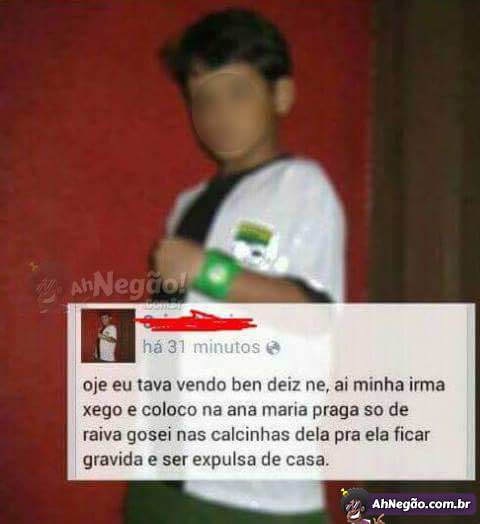 AhNegão!
.com.br
há 31 minutos
oje eu tava vendo ben deiz ne, ai minha irma
xego e coloco na ana maria praga so de
raiva gosei nas calcinhas dela pra ela ficar
gravida e ser expulsa de casa.
AhNegão.com.br